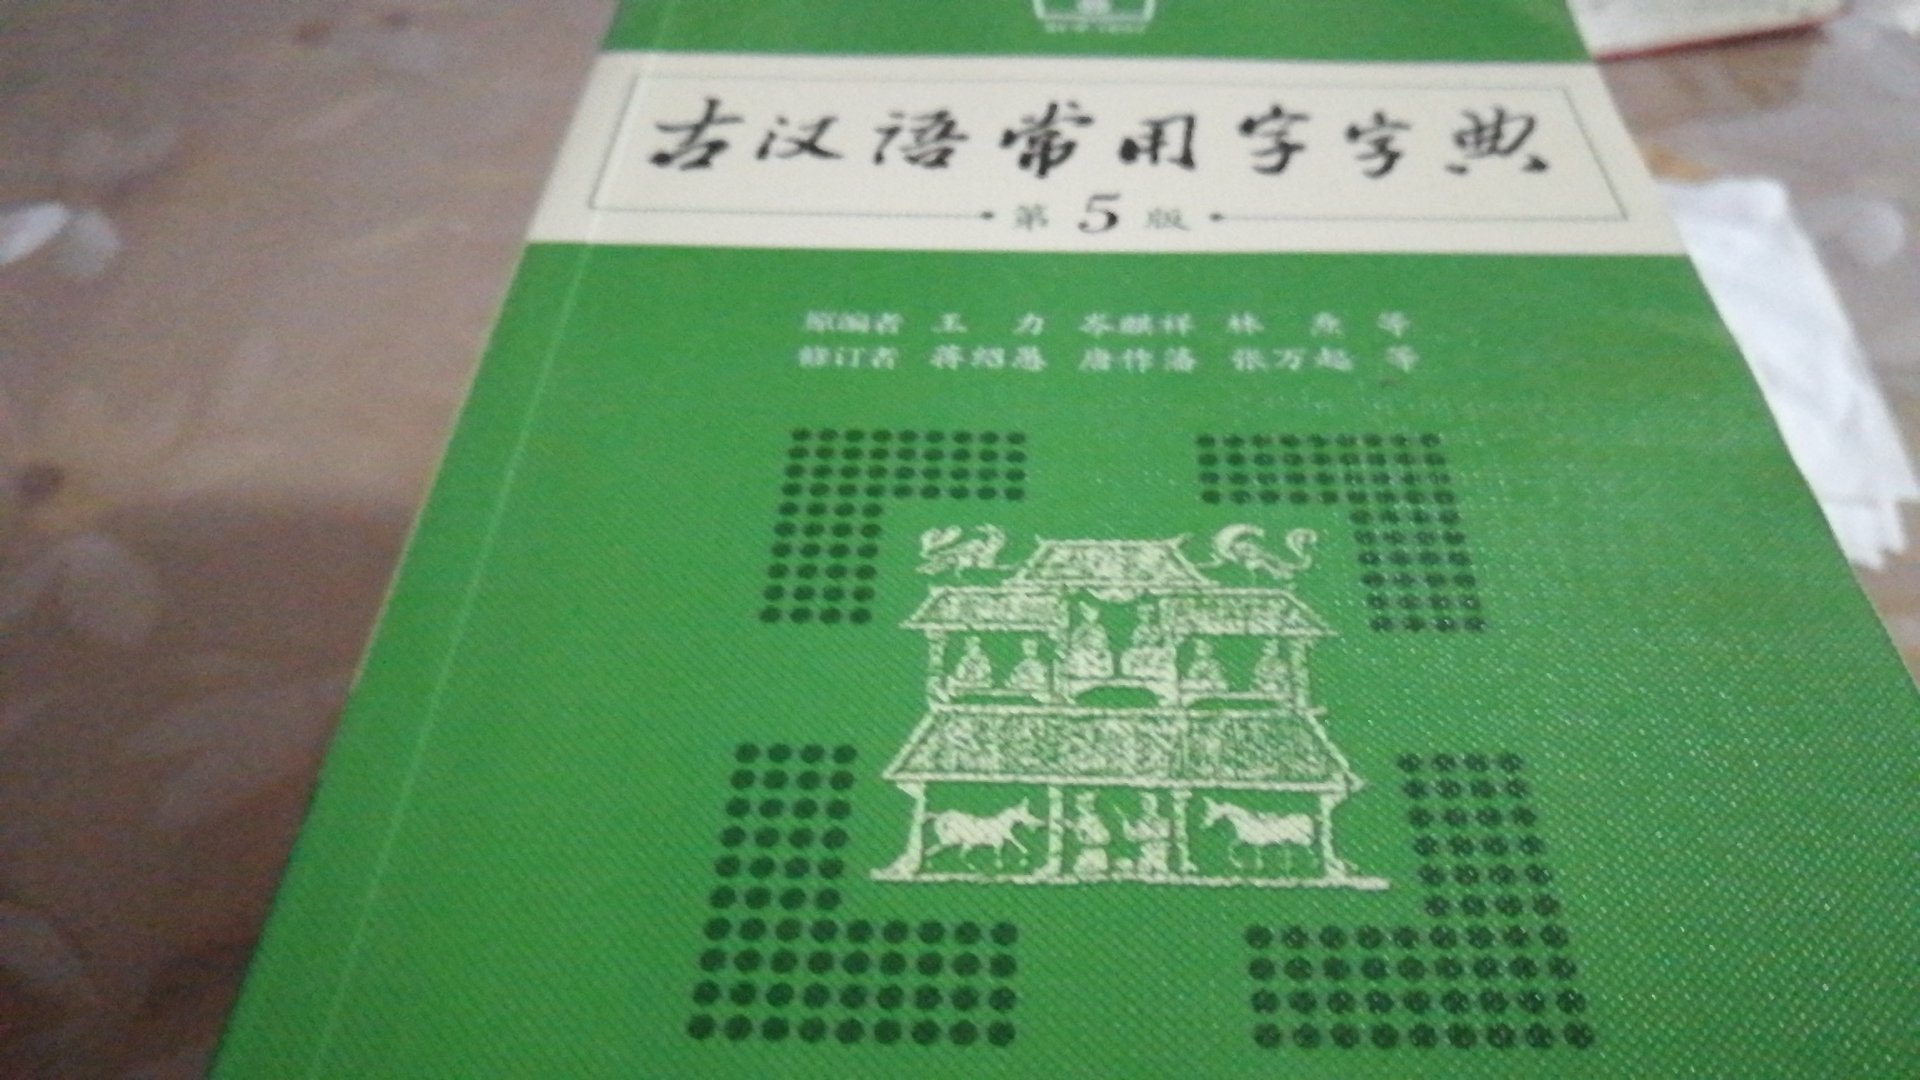 古汉语常用字字典
第5版
原编者 王力 岑麒祥 林焘 等
修订者 蒋绍愚 唐作藩 张万起 等